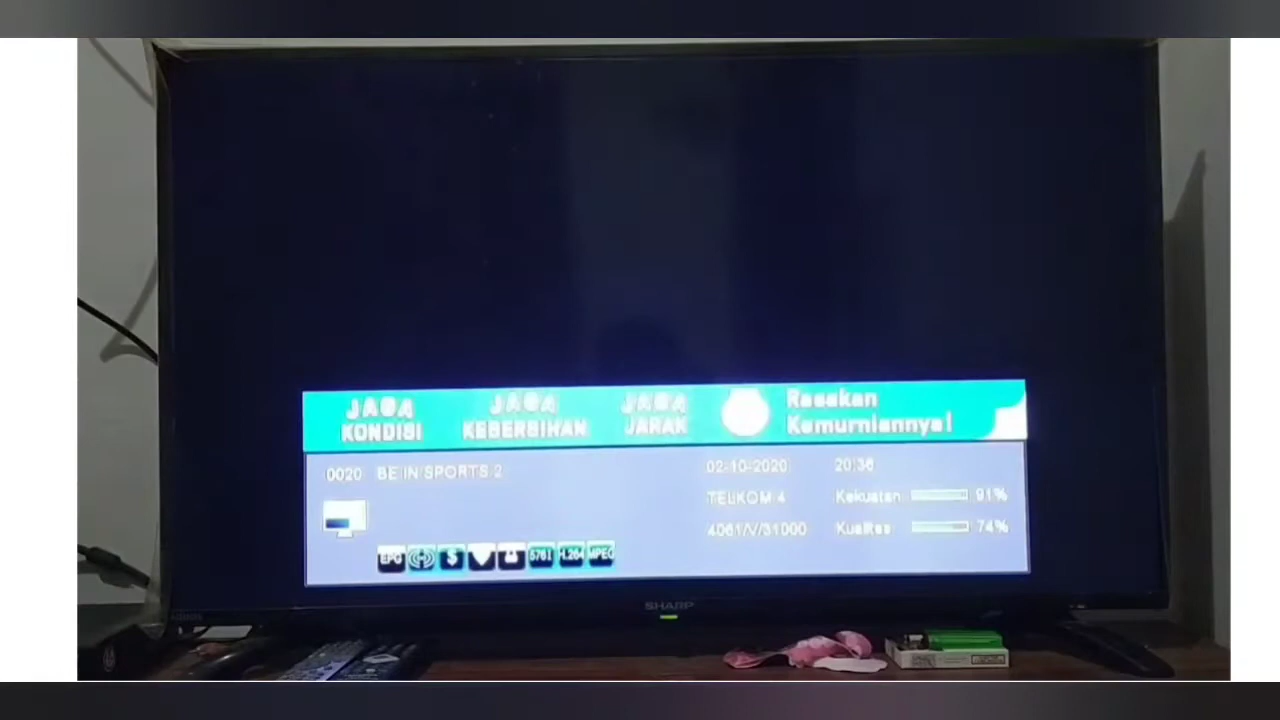 JAGA
KONDISI
JAGA
KEBERSIHAN
JAGA
JARAK
Rasakan
Kemurniannya!
0020 BE IN SPORTS 2
02-10-2020 20:36
TELKOM 4 Kekuatan 91%
4061/V/31000 Kualitas 74%
EPG $ 576I H.264 MPEG
SHARP